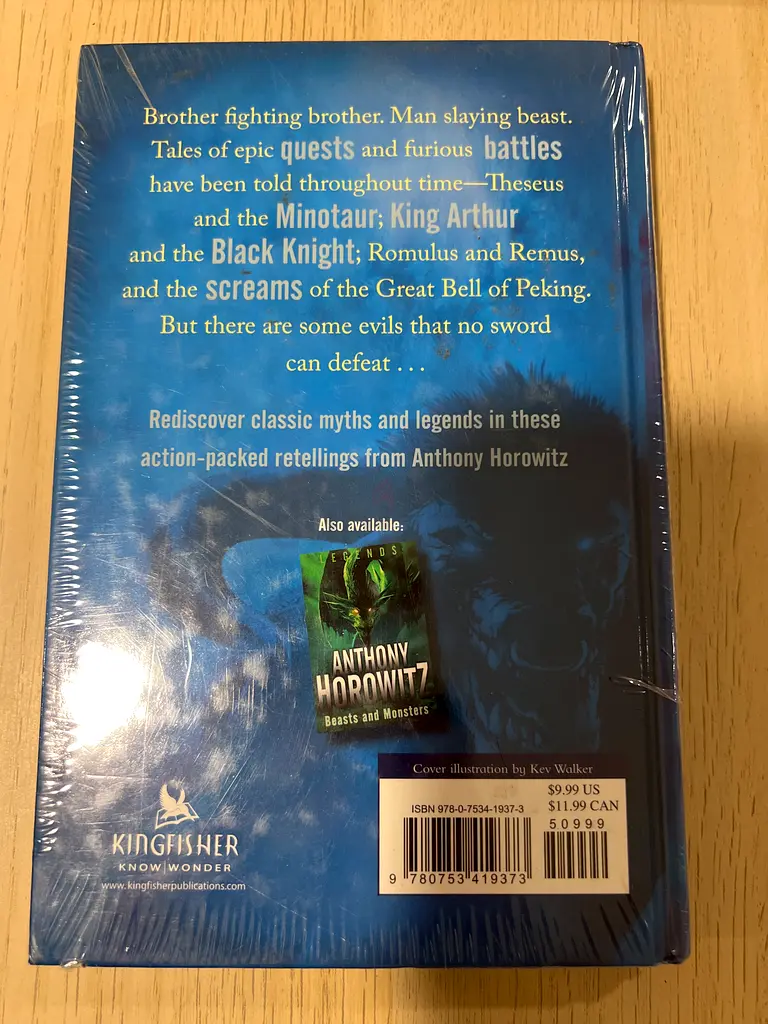 Brother fighting brother. Man slaying beast.
Tales of epic quests and furious battles
have been told throughout time—Theseus
and the Minotaur; King Arthur
and the Black Knight; Romulus and Remus,
and the screams of the Great Bell of Peking.
But there are some evils that no sword
can defeat . . .
Rediscover classic myths and legends in these
action-packed retellings from Anthony Horowitz
Also available:
LEGENDS
ANTHONY
HOROWITZ
Beasts and Monsters
Cover illustration by Kev Walker
$9.99 US
ISBN 978-0-7534-1937-3 $11.99 CAN
50999
9 780753 419373
KINGFISHER
KNOW | WONDER
www.kingfisherpublications.com